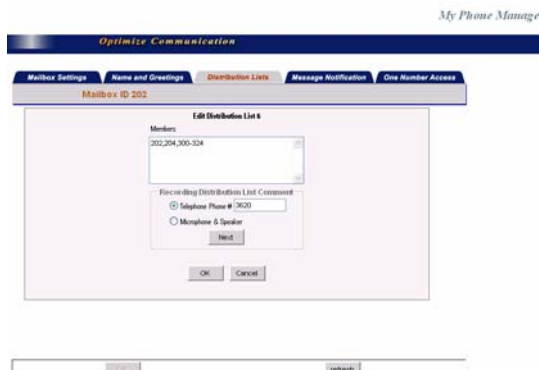 My Phone Manage
Optimize Communication
Mailbox Settings Name and Greetings Distribution Lists Message Notification One Number Access
Mailbox ID 202
Edit Distribution List 6
Members:
202,204,300-324
Recording Distribution List Comment
Telephone Phone # 3620
Microphone & Speaker
Next
OK Cancel
refresh